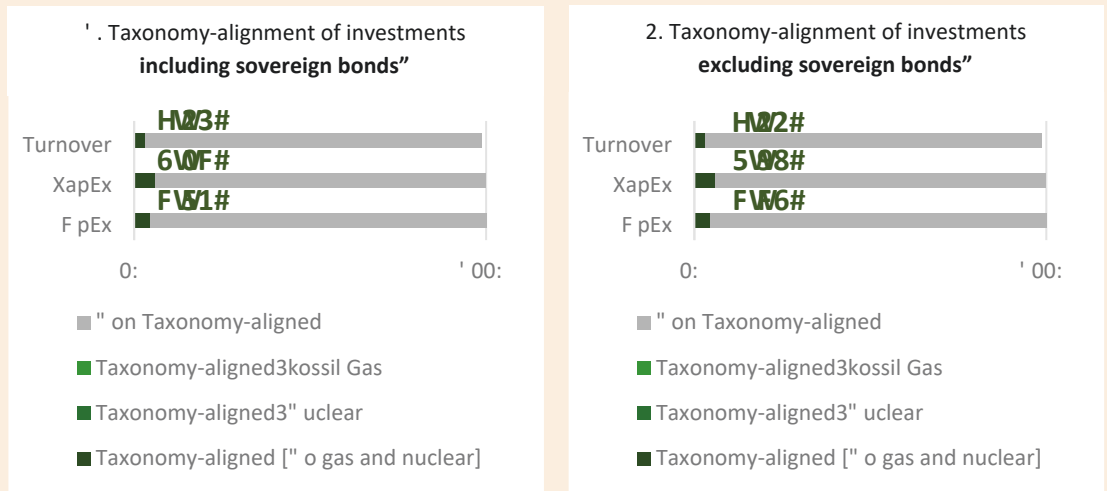 ' . Taxonomy-alignment of investments
including sovereign bonds”
Turnover
XapEx
F pEx
0:
' 00:
" on Taxonomy-aligned
Taxonomy-aligned3kossil Gas
Taxonomy-aligned3" uclear
Taxonomy-aligned [" o gas and nuclear]
2. Taxonomy-alignment of investments
excluding sovereign bonds”
Turnover
XapEx
F pEx
0:
' 00:
" on Taxonomy-aligned
Taxonomy-aligned3kossil Gas
Taxonomy-aligned3" uclear
Taxonomy-aligned [" o gas and nuclear]